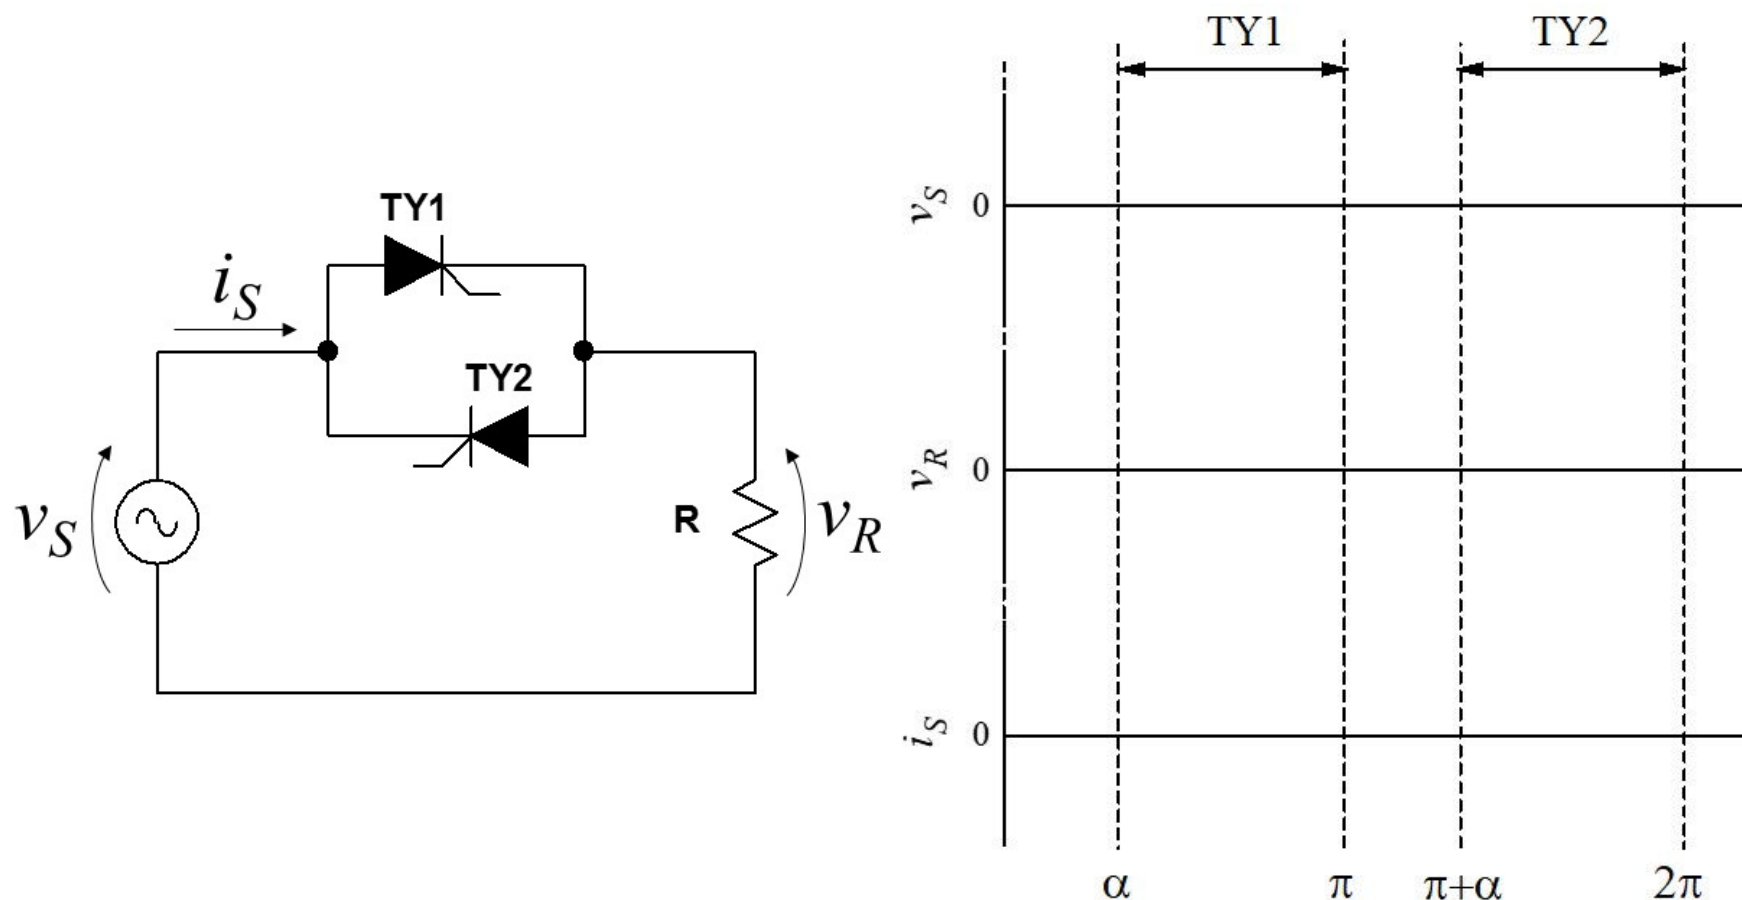 TY1
i_S
TY2
v_S
R
v_R
TY1 TY2
v_S 0
v_R 0
i_S 0
α π π+α 2π